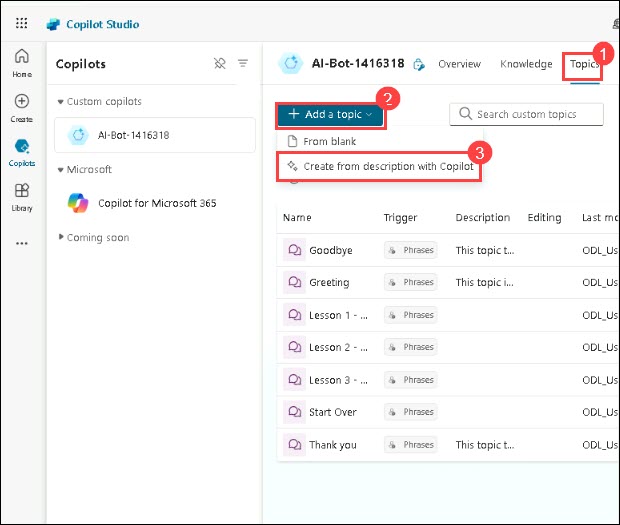 Copilot Studio
Home
Create
Copilots
Library
Copilots
Custom copilots
AI-Bot-1416318
Microsoft
Copilot for Microsoft 365
Coming soon
AI-Bot-1416318
Overview
Knowledge
Topics
1
+ Add a topic
2
Search custom topics
From blank
Create from description with Copilot
3
Name Trigger Description Editing Last mo
Goodbye Phrases This topic t... ODL_Us
Greeting Phrases This topic i... ODL_Us
Lesson 1 - ... Phrases ODL_Us
Lesson 2 - ... Phrases ODL_Us
Lesson 3 - ... Phrases ODL_Us
Start Over Phrases ODL_Us
Thank you Phrases This topic t... ODL_Us